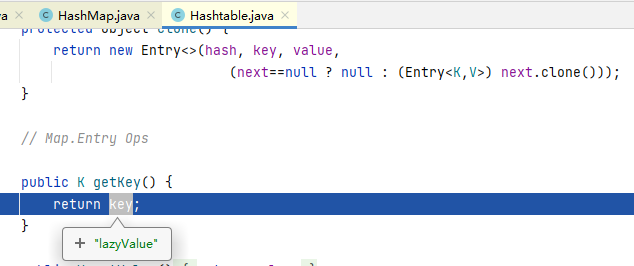 va × HashMap.java × Hashtable.java ×
protected Object clone() {
return new Entry<>(hash, key, value,
(next==null ? null : (Entry<K,V>) next.clone()));
}
// Map.Entry Ops
public K getKey() {
return key;
}
+ "lazyValue"